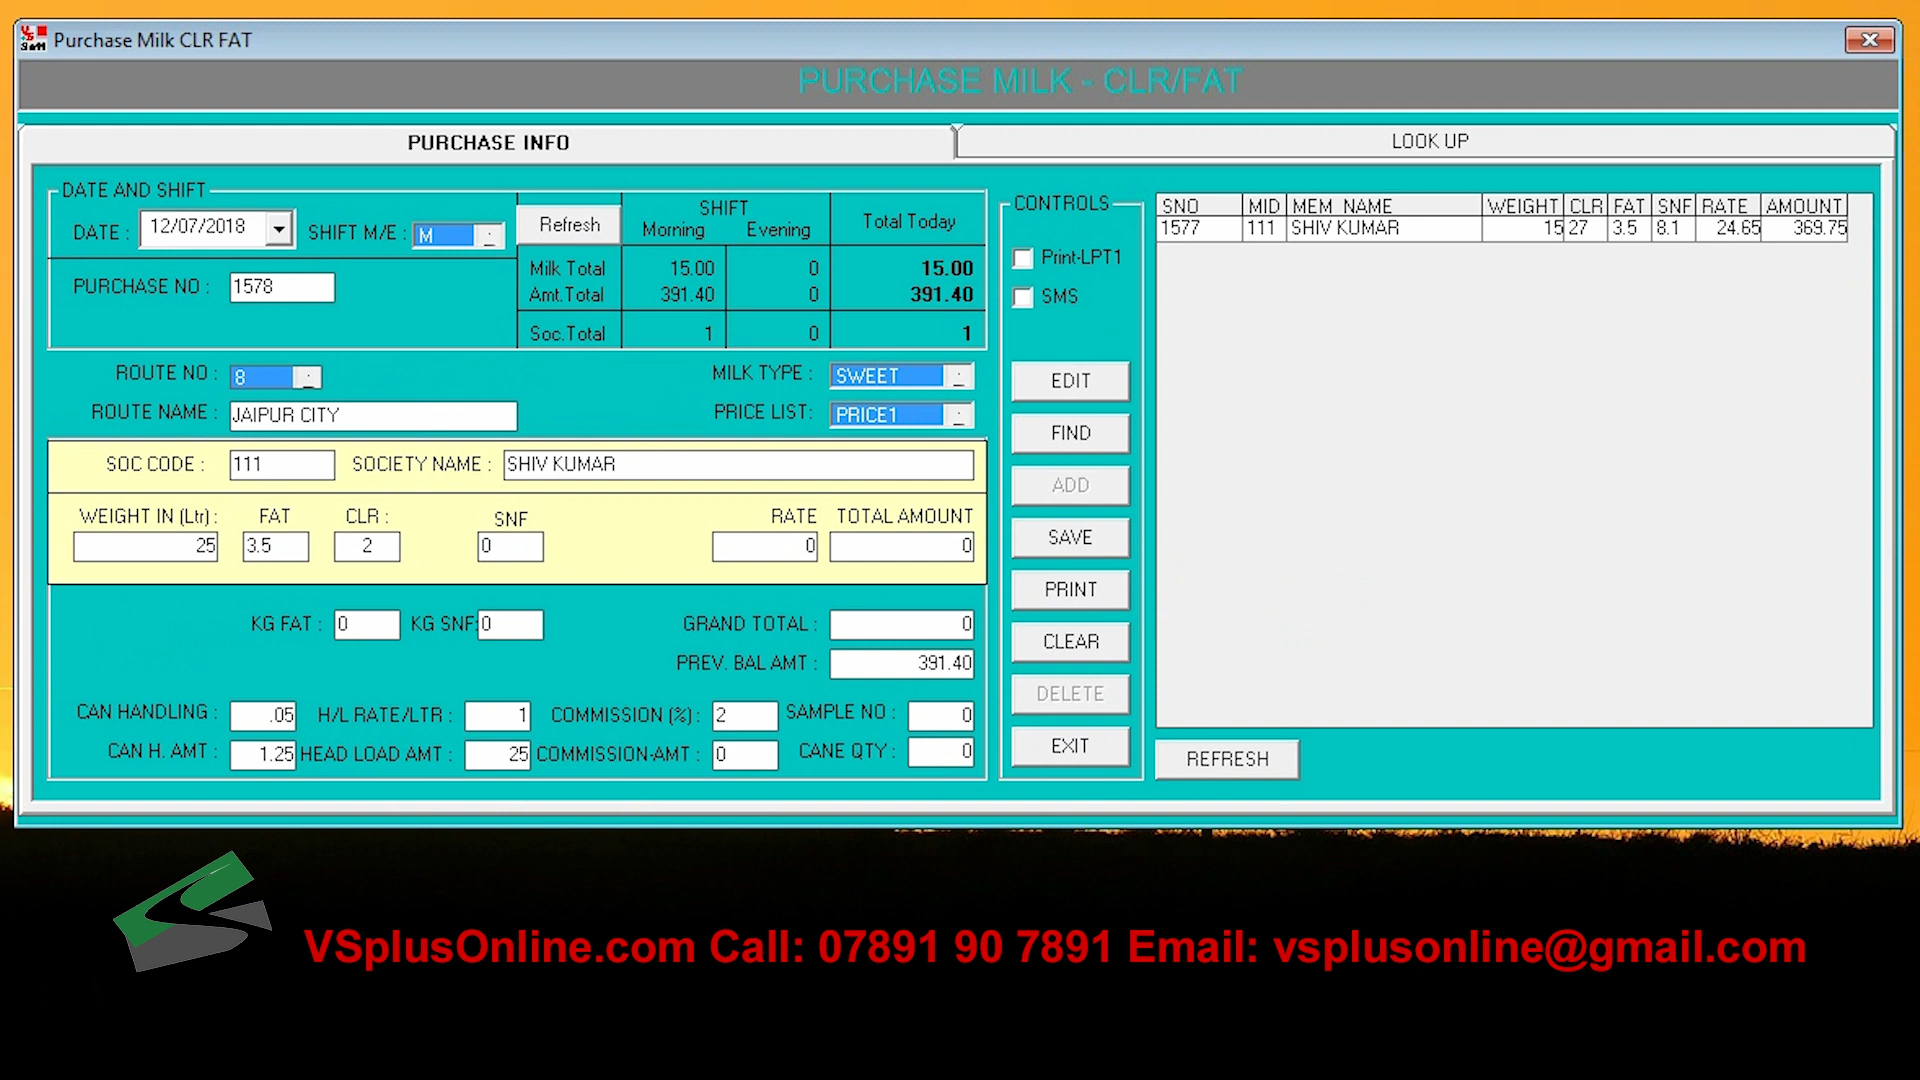 Purchase Milk CLR FAT
PURCHASE MILK - CLR/FAT
PURCHASE INFO
LOOK UP
DATE AND SHIFT
DATE : 12/07/2018 SHIFT M/E : M
Refresh
SHIFT
Morning Evening
Total Today
Milk Total 15.00 0 15.00
Amt.Total 391.40 0 391.40
Soc.Total 1 0 1
PURCHASE NO : 1578
ROUTE NO : 8
MILK TYPE : SWEET
ROUTE NAME : JAIPUR CITY
PRICE LIST: PRICE1
SOC CODE : 111 SOCIETY NAME : SHIV KUMAR
WEIGHT IN (Ltr) : FAT CLR : SNF RATE TOTAL AMOUNT
25 3.5 2 0 0 0
KG FAT : 0 KG SNF: 0 GRAND TOTAL : 0
PREV. BAL AMT : 391.40
CAN HANDLING : .05 H/L RATE/LTR : 1 COMMISSION (%) : 2 SAMPLE NO : 0
CAN H. AMT : 1.25 HEAD LOAD AMT : 25 COMMISSION-AMT : 0 CANE QTY : 0
CONTROLS
Print-LPT1
SMS
EDIT
FIND
ADD
SAVE
PRINT
CLEAR
DELETE
EXIT
SNO MID MEM_NAME WEIGHT CLR FAT SNF RATE AMOUNT
1577 111 SHIV KUMAR 15 27 3.5 8.1 24.65 369.75
REFRESH
VSplusOnline.com Call: 07891 90 7891 Email: vsplusonline@gmail.com